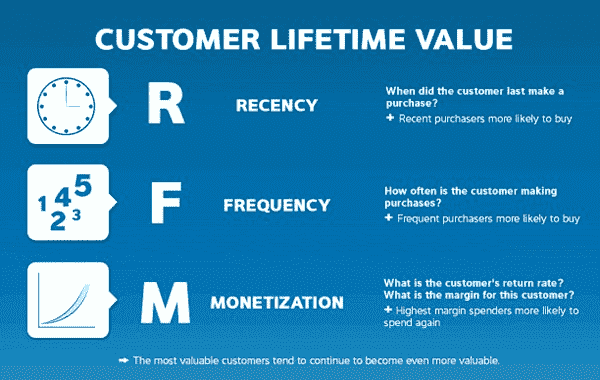 CUSTOMER LIFETIME VALUE
R
RECENCY
When did the customer last make a
purchase?
+ Recent purchasers more likely to buy
1 4 5
2 3
F
FREQUENCY
How often is the customer making
purchases?
+ Frequent purchasers more likely to buy
M
MONETIZATION
What is the customer's return rate?
What is the margin for this customer?
+ Highest margin spenders more likely to
spend again
➡ The most valuable customers tend to continue to become even more valuable.